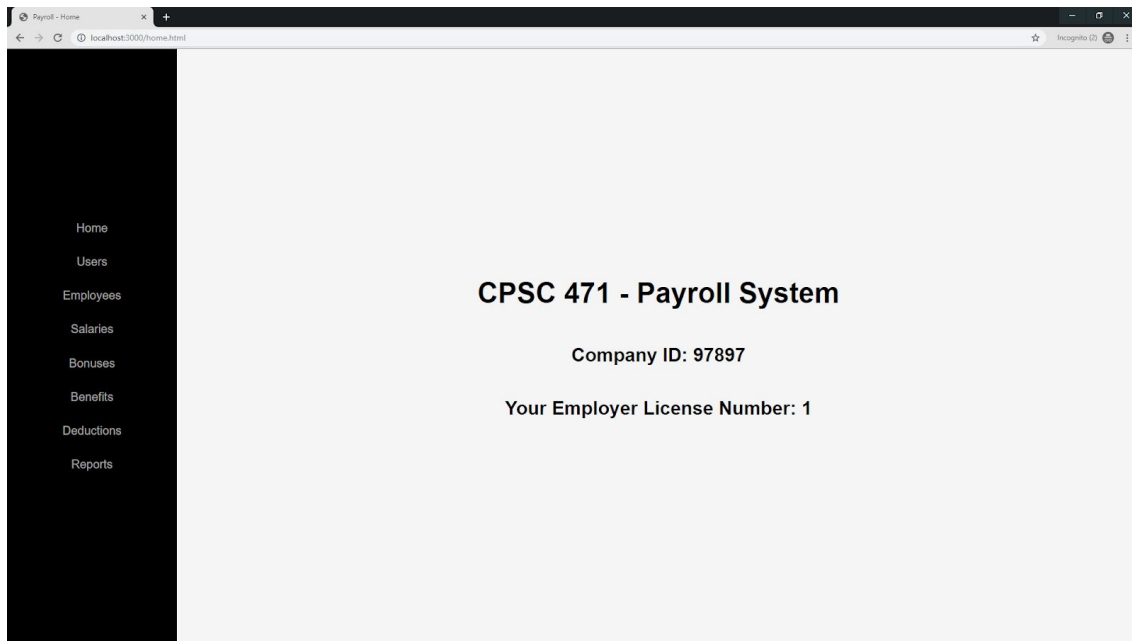 Payroll - Home
localhost:3000/home.html
Incognito (2)
Home
Users
Employees
Salaries
Bonuses
Benefits
Deductions
Reports
CPSC 471 - Payroll System
Company ID: 97897
Your Employer License Number: 1